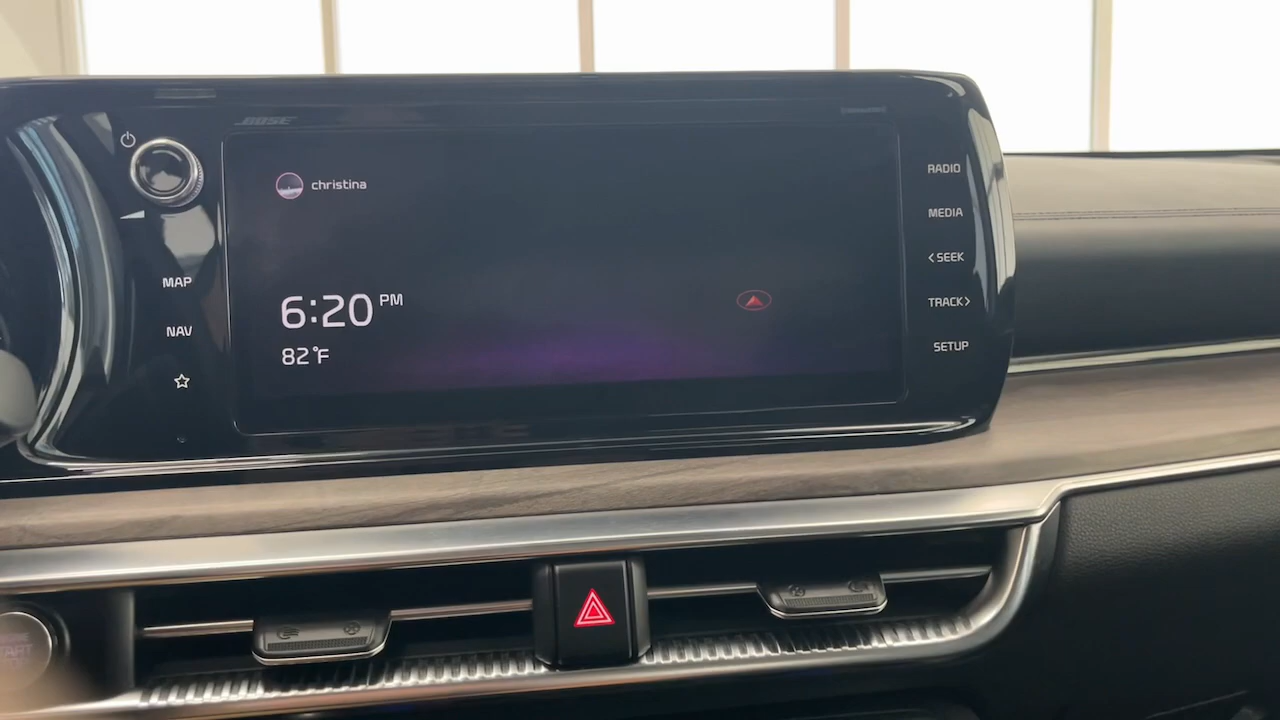 BOSE
christina
6:20 PM
82°F
MAP
NAV
RADIO
MEDIA
< SEEK
TRACK >
SETUP